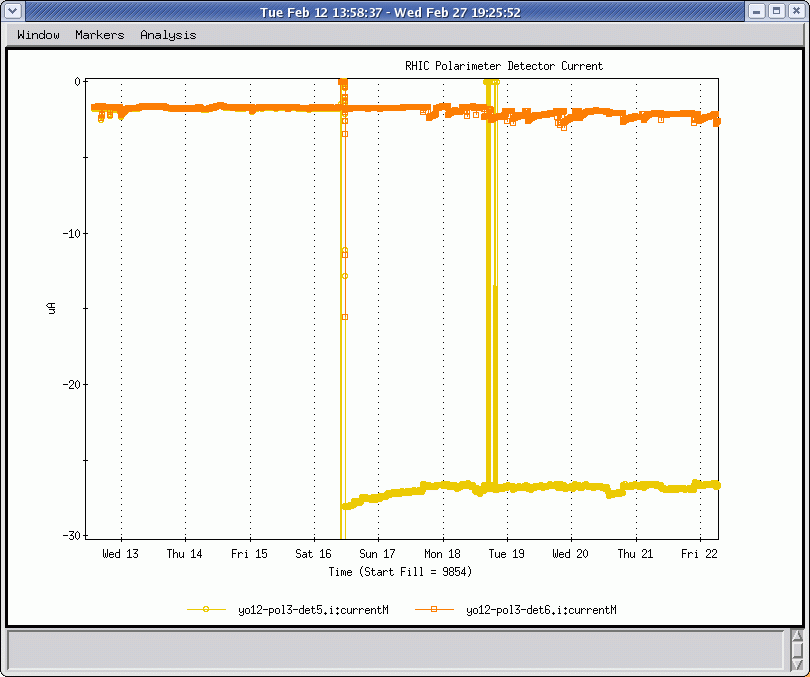 Tue Feb 12 13:58:37 - Wed Feb 27 19:25:52
Window Markers Analysis
RHIC Polarimeter Detector Current
0
-10
uA
-20
-30
Wed 13 Thu 14 Fri 15 Sat 16 Sun 17 Mon 18 Tue 19 Wed 20 Thu 21 Fri 22
Time (Start Fill = 9854)
yo12-pol3-det5.i:currentM yo12-pol3-det6.i:currentM